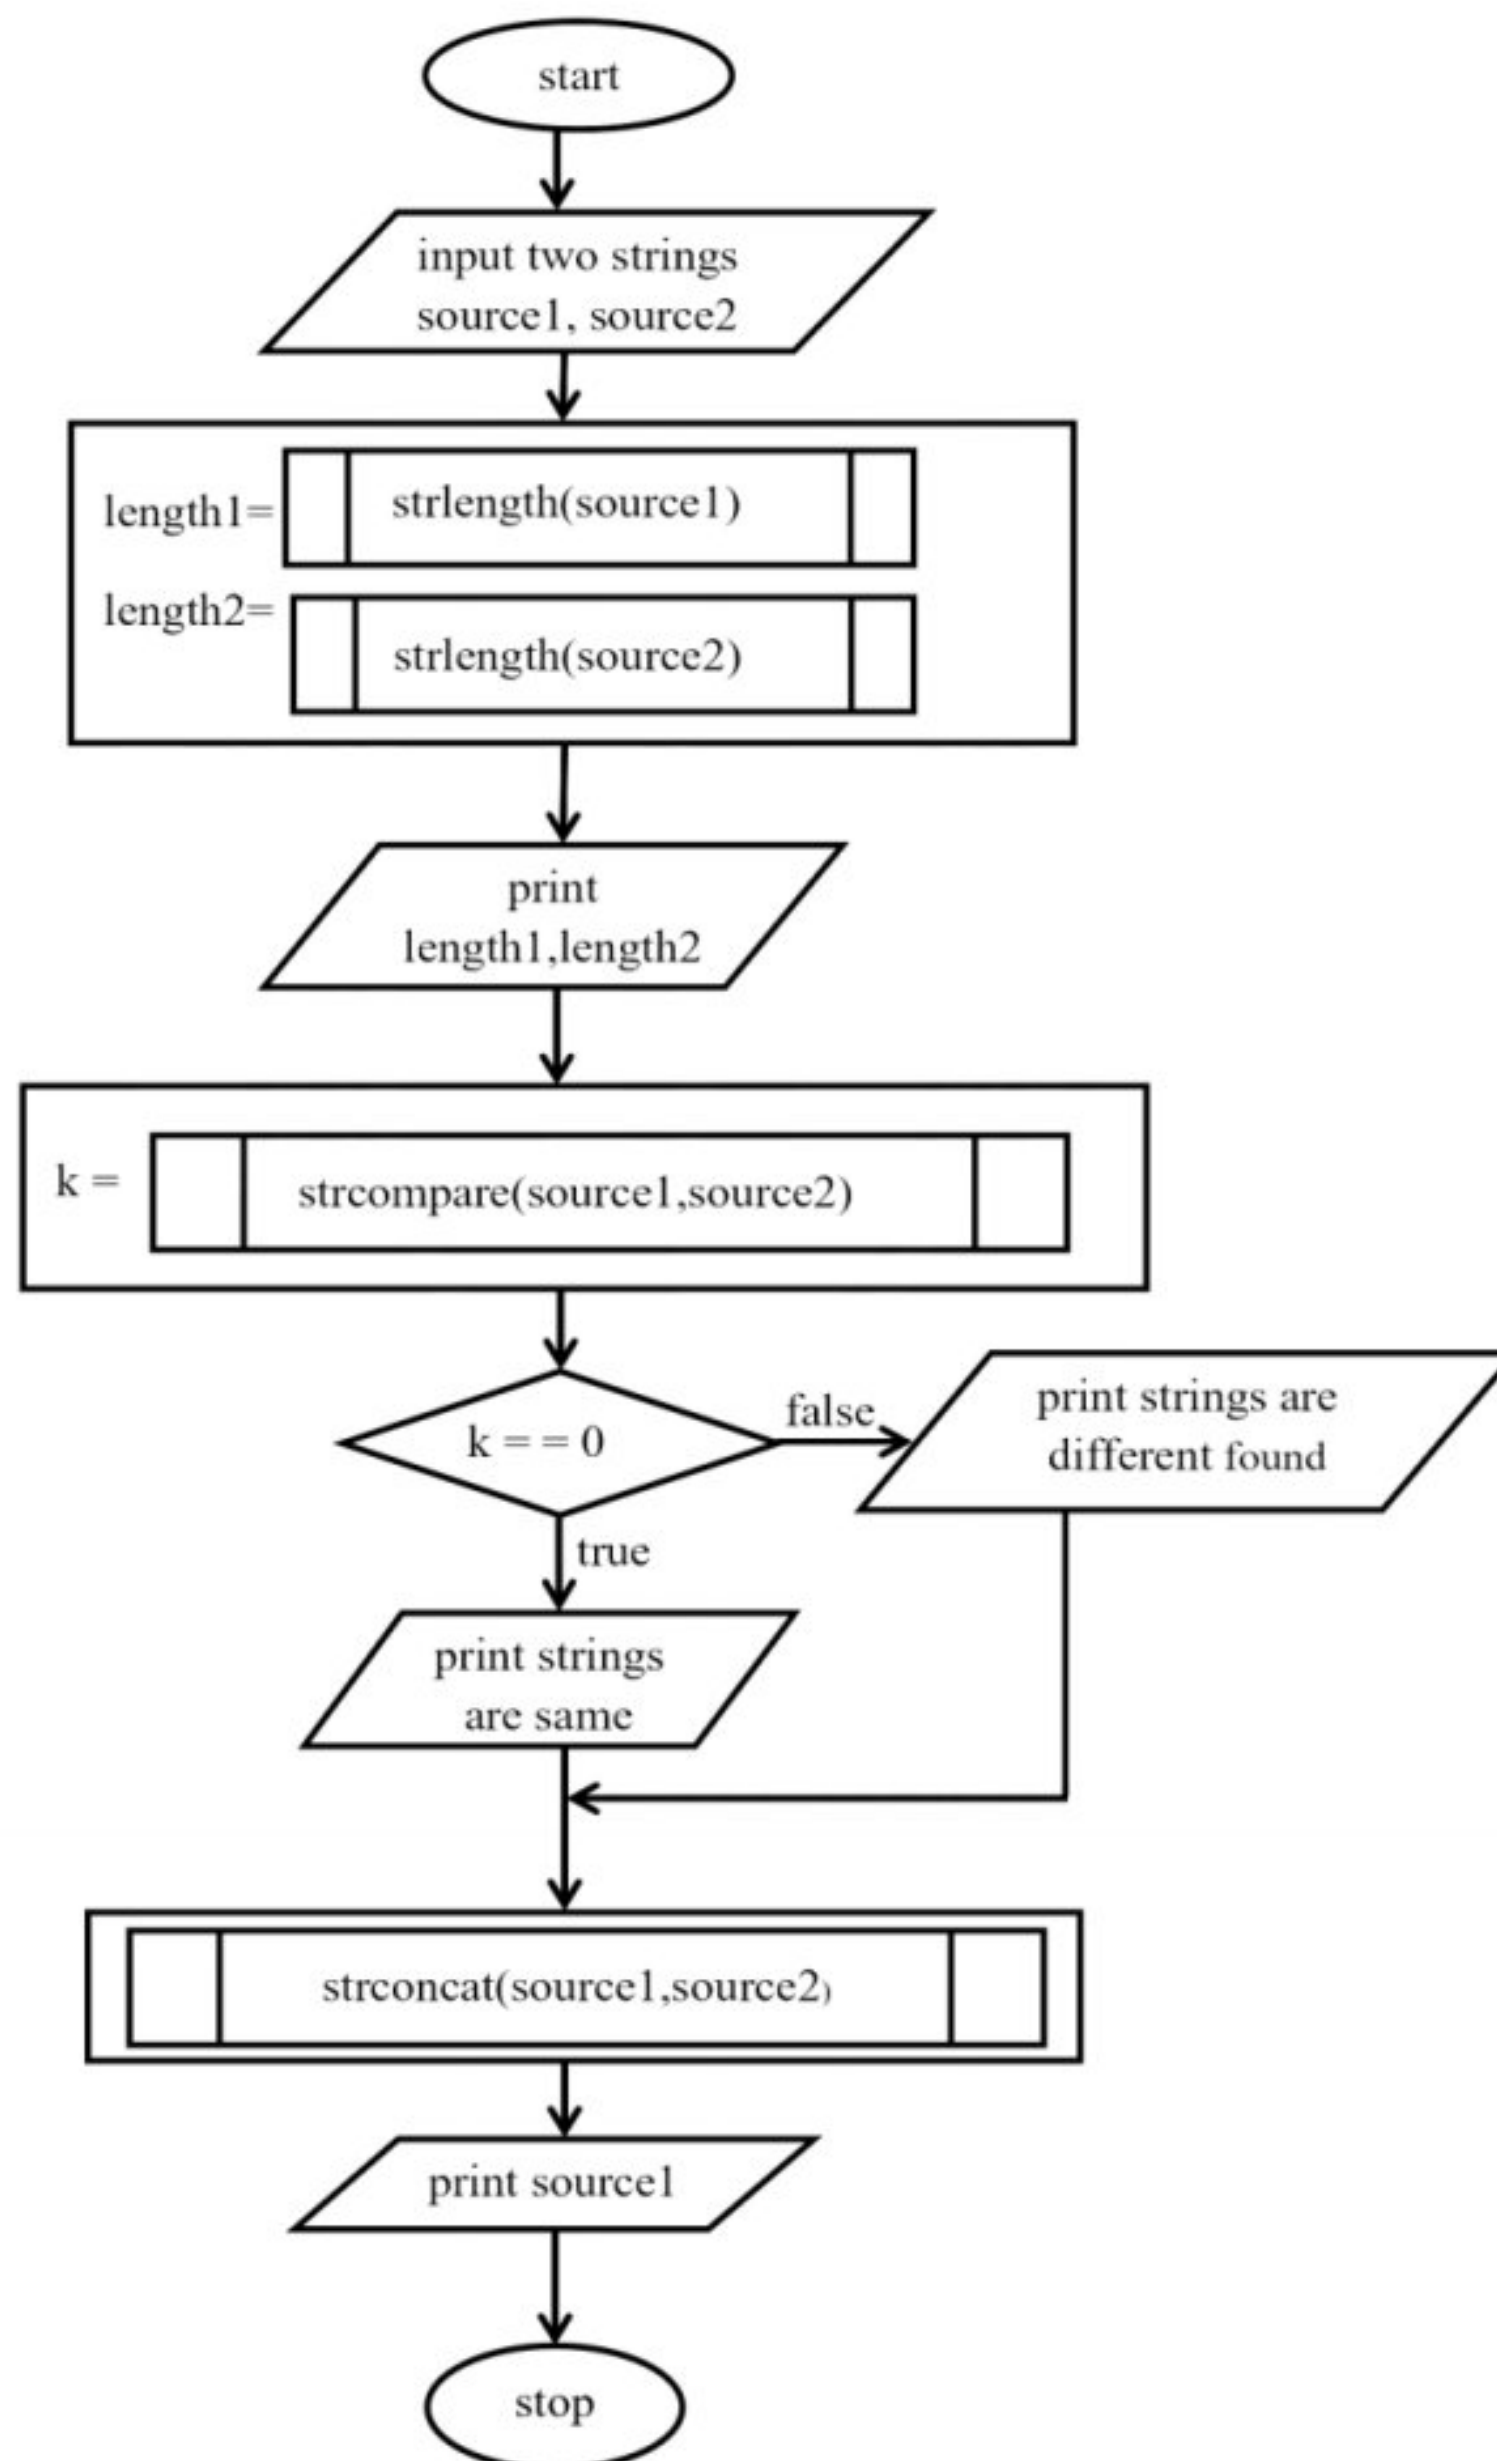 start
input two strings
source1, source2
length1=
strlength(source1)
length2=
strlength(source2)
print
length1,length2
k =
strcompare(source1,source2)
k = = 0
false
print strings are
different found
true
print strings
are same
strconcat(source1,source2)
print source1
stop